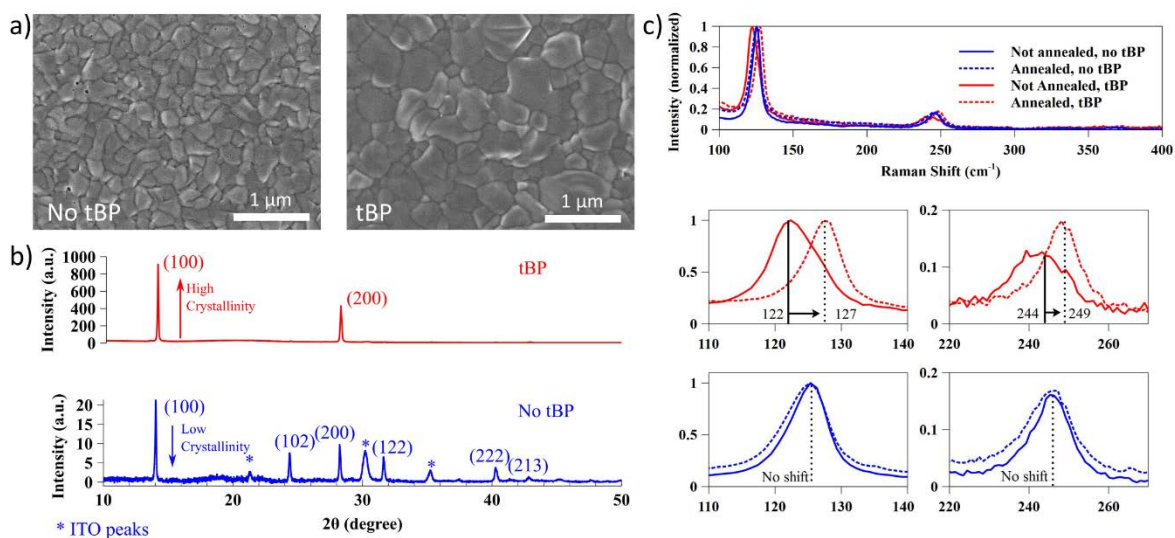 a)
No tBP
1 μm
tBP
1 μm
b)
Intensity (a.u.)
1000
800
600
400
200
0
(100)
High
Crystallinity
(200)
tBP
Intensity (a.u.)
20
15
10
5
0
(100)
Low
Crystallinity
*
(102)
(200)
*
(122)
*
(222)
(213)
No tBP
10
20
30
40
50
2θ (degree)
* ITO peaks
c)
Intensity (normalized)
1
0.8
0.6
0.4
0.2
0
Not annealed, no tBP
Annealed, no tBP
Not Annealed, tBP
Annealed, tBP
100
150
200
250
300
350
400
Raman Shift (cm⁻¹)
1
0.5
0
122
127
110
120
130
140
0.2
0.1
0
244
249
220
240
260
1
0.5
0
No shift
110
120
130
140
0.2
0.1
0
No shift
220
240
260